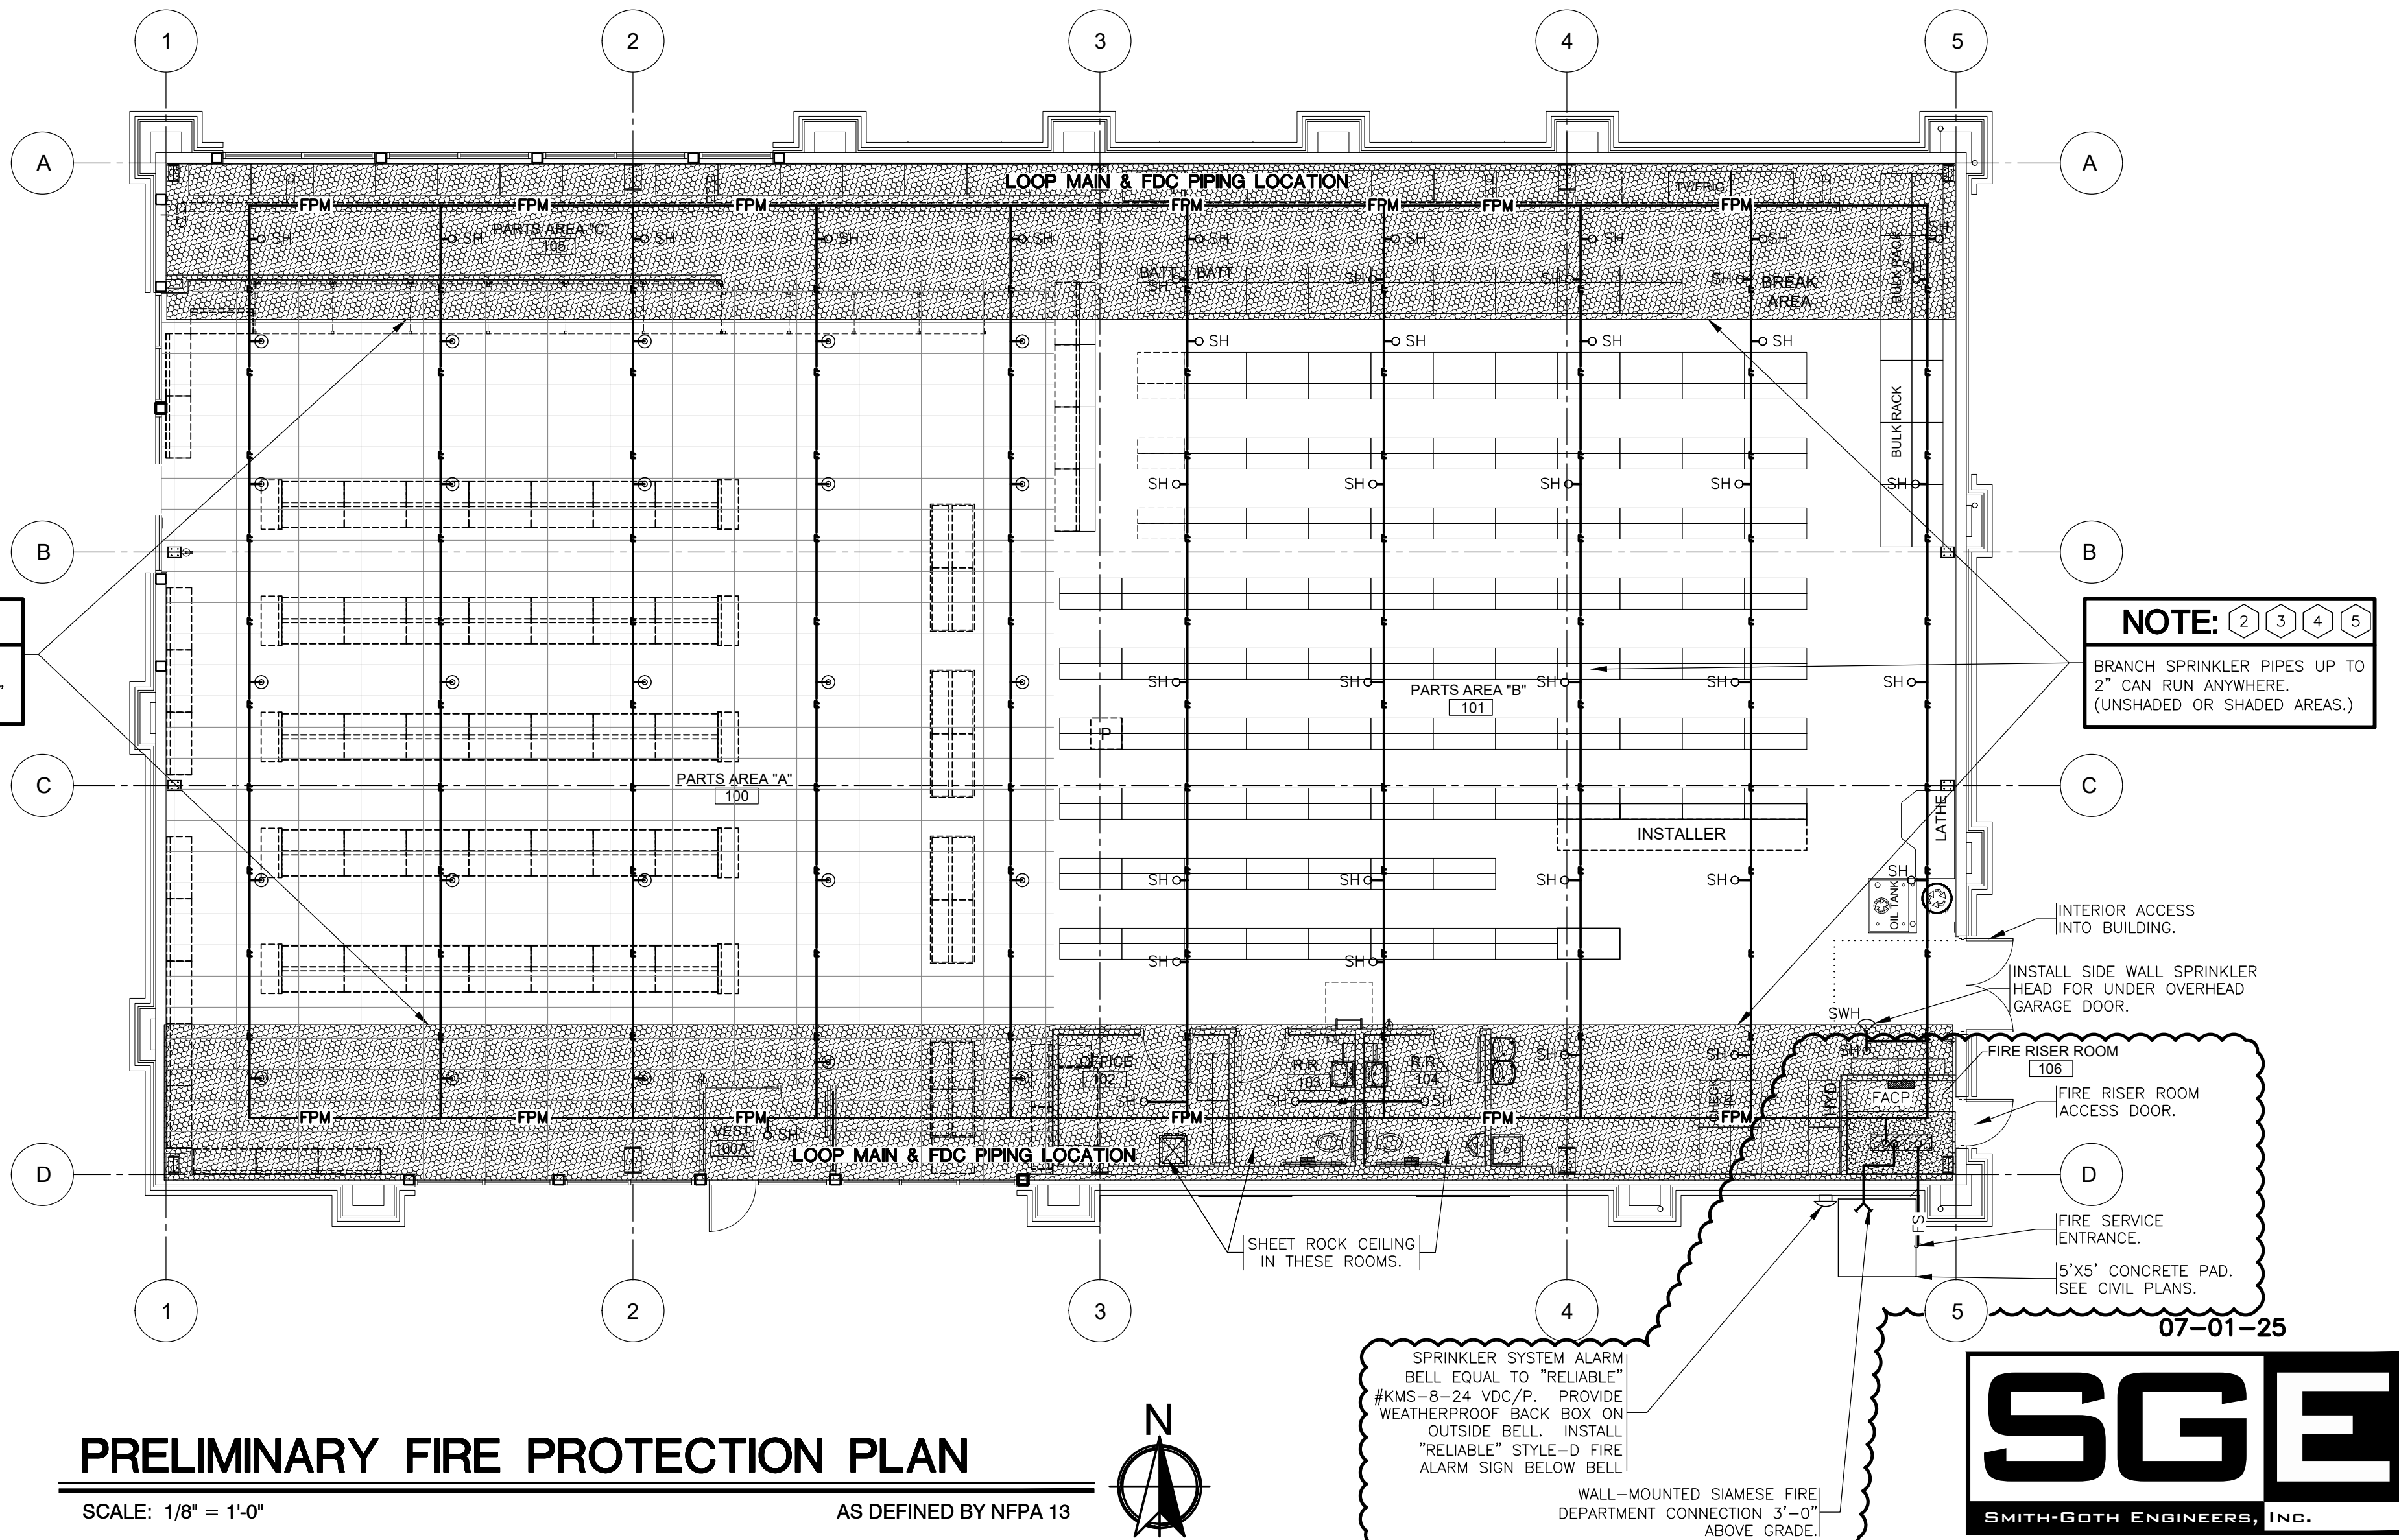 1
2
3
4
5
A
A
LOOP MAIN & FDC PIPING LOCATION
TV/FRIG
FPM
FPM
FPM
FPM
FPM
FPM
FPM
PARTS AREA "C"
105
SH
SH
SH
SH
SH
SH
SH
SH
SH
SH
BATT
BATT
SH
SH
SH
SH
SH
BREAK
AREA
BULK RACK
SH
SH
SH
SH
BULK RACK
SH
SH
SH
SH
SH
B
B
NOTE: 2 3 4 5
BRANCH SPRINKLER PIPES UP TO
2" CAN RUN ANYWHERE.
(UNSHADED OR SHADED AREAS.)
"
SH
SH
SH
SH
SH
PARTS AREA "B"
101
P
C
C
PARTS AREA "A"
100
INSTALLER
LATHE
SH
SH
SH
SH
SH
OIL TANK
INTERIOR ACCESS
INTO BUILDING.
SH
SH
INSTALL SIDE WALL SPRINKLER
HEAD FOR UNDER OVERHEAD
GARAGE DOOR.
SWH
SH
SH
SH
OFFICE
102
R.R.
103
R.R.
104
FIRE RISER ROOM
106
FIRE RISER ROOM
ACCESS DOOR.
CHECK
IN
HYD
FACP
SH
SH
SH
FPM
FPM
FPM
FPM
FPM
FPM
VEST
100A
SH
LOOP MAIN & FDC PIPING LOCATION
D
D
FS
FIRE SERVICE
ENTRANCE.
5'X5' CONCRETE PAD.
SEE CIVIL PLANS.
SHEET ROCK CEILING
IN THESE ROOMS.
1
2
3
4
5
07-01-25
SPRINKLER SYSTEM ALARM
BELL EQUAL TO "RELIABLE"
#KMS-8-24 VDC/P. PROVIDE
WEATHERPROOF BACK BOX ON
OUTSIDE BELL. INSTALL
"RELIABLE" STYLE-D FIRE
ALARM SIGN BELOW BELL
WALL-MOUNTED SIAMESE FIRE
DEPARTMENT CONNECTION 3'-0"
ABOVE GRADE.
PRELIMINARY FIRE PROTECTION PLAN
SCALE: 1/8" = 1'-0"
AS DEFINED BY NFPA 13
N
SGE
SMITH-GOTH ENGINEERS, INC.